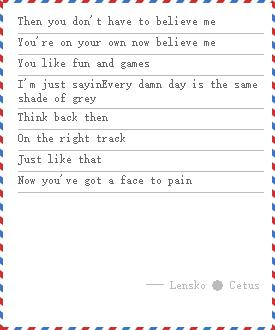 Then you don't have to believe me
You're on your own now believe me
You like fun and games
I'm just sayinEvery damn day is the same
shade of grey
Think back then
On the right track
Just like that
Now you've got a face to pain
—— Lensko ● Cetus